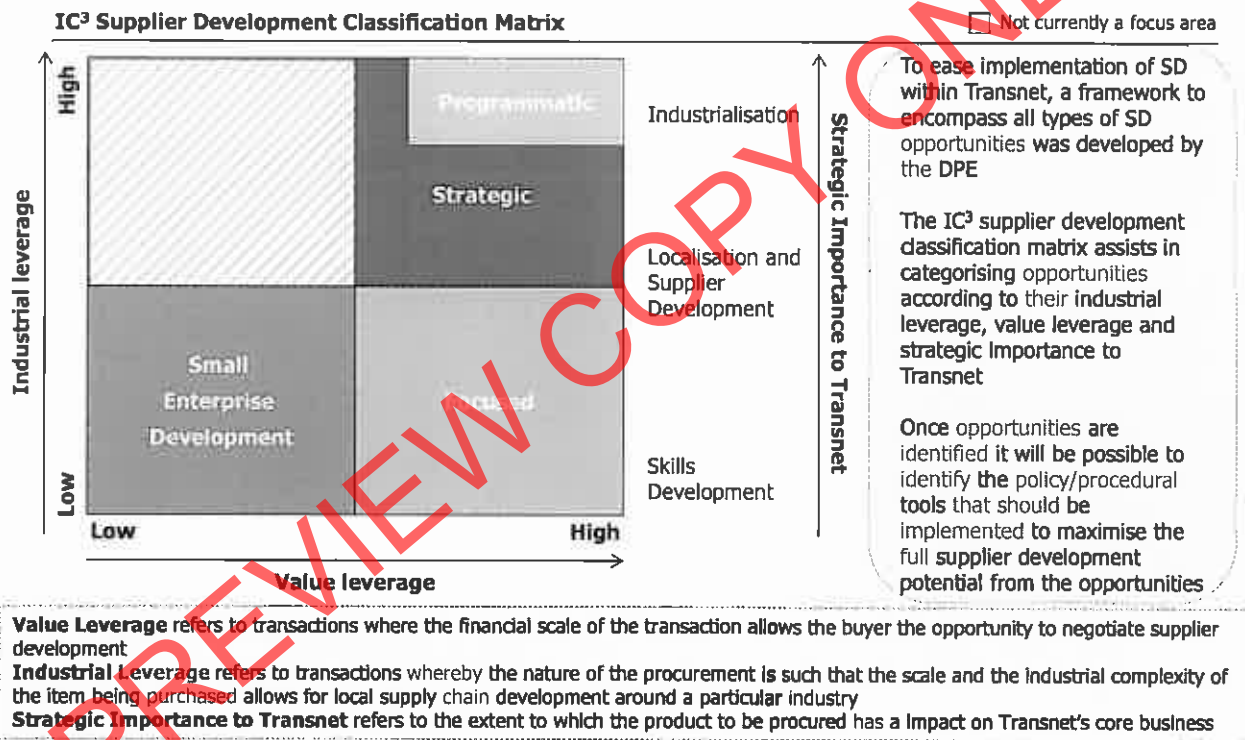 IC³ Supplier Development Classification Matrix
Not currently a focus area
High
Industrial leverage
Low
Programmatic
Strategic
Small
Enterprise
Development
Focused
Low
High
Value leverage
Industrialisation
Localisation and
Supplier
Development
Skills
Development
Strategic Importance to Transnet
To ease implementation of SD
within Transnet, a framework to
encompass all types of SD
opportunities was developed by
the DPE
The IC³ supplier development
classification matrix assists in
categorising opportunities
according to their industrial
leverage, value leverage and
strategic Importance to
Transnet
Once opportunities are
identified it will be possible to
identify the policy/procedural
tools that should be
implemented to maximise the
full supplier development
potential from the opportunities
Value Leverage refers to transactions where the financial scale of the transaction allows the buyer the opportunity to negotiate supplier
development
Industrial Leverage refers to transactions whereby the nature of the procurement is such that the scale and the industrial complexity of
the item being purchased allows for local supply chain development around a particular industry
Strategic Importance to Transnet refers to the extent to which the product to be procured has a impact on Transnet's core business
PREVIEW COPY ON